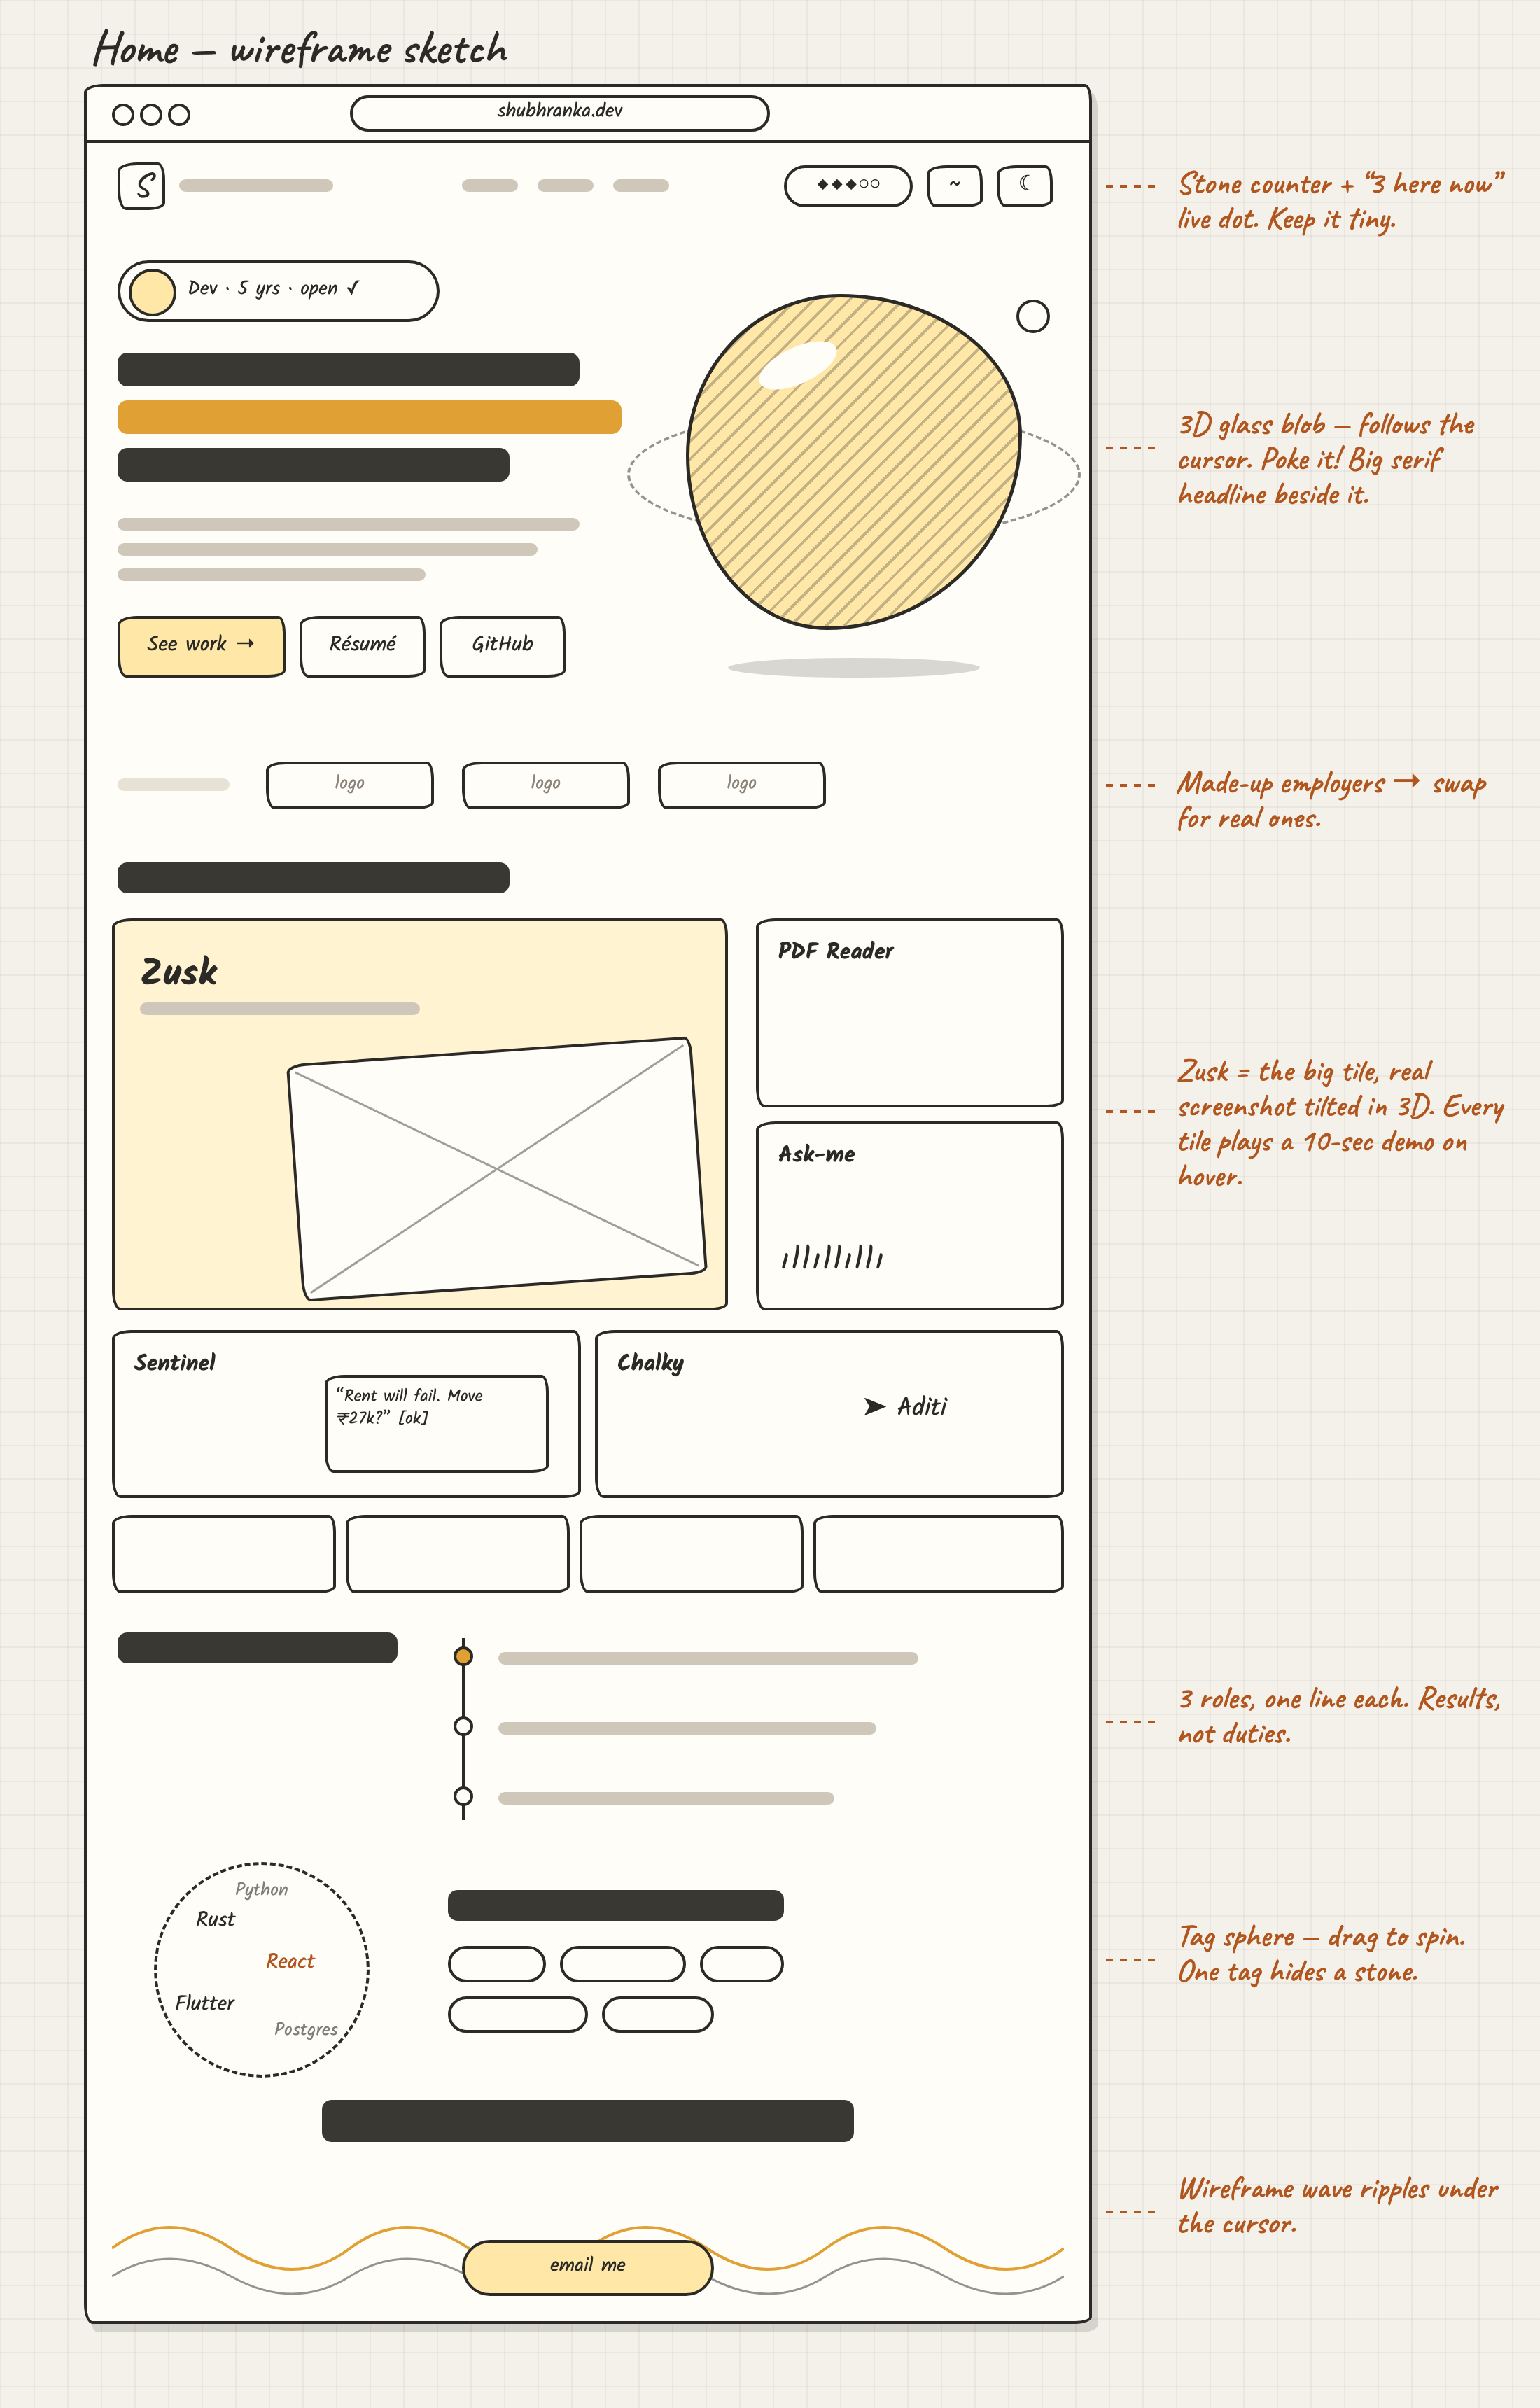 Home — wireframe sketch
shubhranka.dev
S
◆◆◆○○
~
☾
Stone counter + “3 here now”
live dot. Keep it tiny.
Dev · 5 yrs · open ✓
3D glass blob — follows the
cursor. Poke it! Big serif
headline beside it.
See work →
Résumé
GitHub
logo
logo
logo
Made-up employers → swap
for real ones.
Zusk
PDF Reader
Ask-me
Zusk = the big tile, real
screenshot tilted in 3D. Every
tile plays a 10-sec demo on
hover.
Sentinel
“Rent will fail. Move
₹27k?” [ok]
Chalky
➤ Aditi
3 roles, one line each. Results,
not duties.
Python
Rust
React
Flutter
Postgres
Tag sphere — drag to spin.
One tag hides a stone.
Wireframe wave ripples under
the cursor.
email me